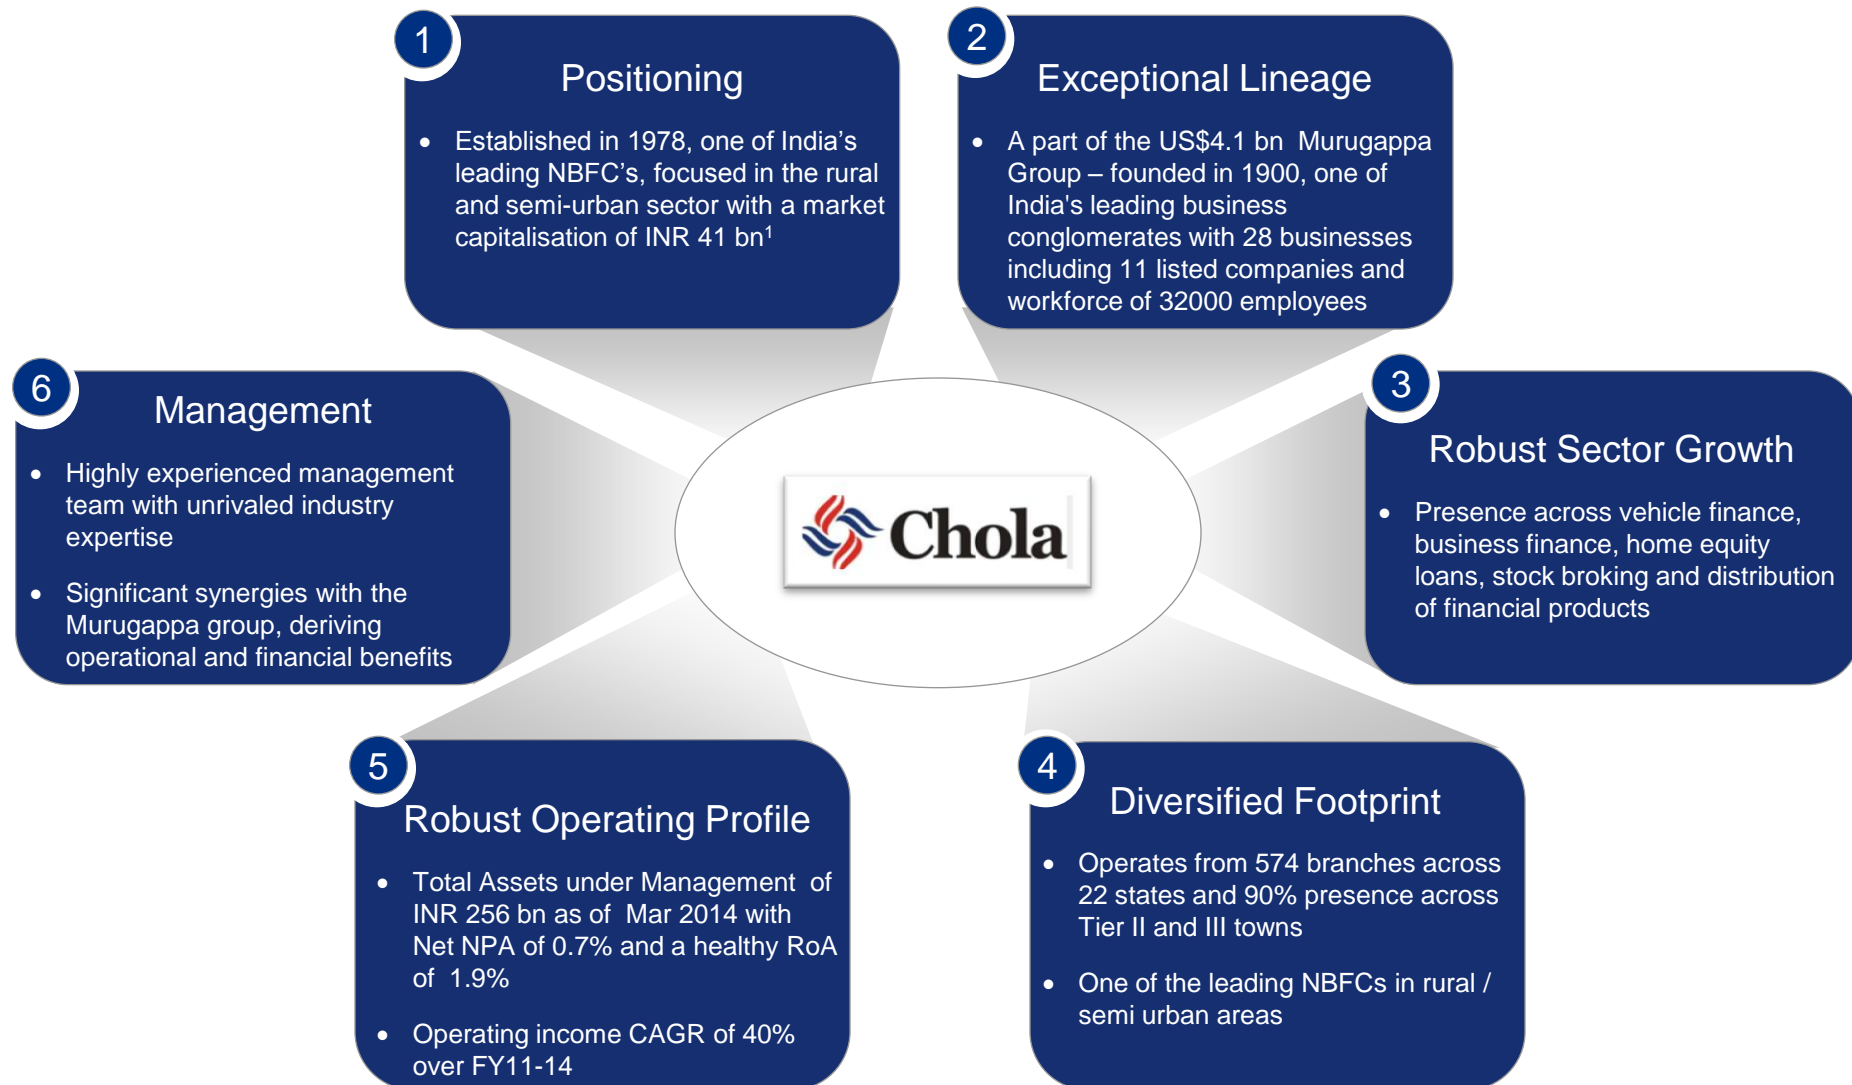 1
Positioning
• Established in 1978, one of India’s
leading NBFC’s, focused in the rural
and semi-urban sector with a market
capitalisation of INR 41 bn1
2
Exceptional Lineage
• A part of the US$4.1 bn Murugappa
Group – founded in 1900, one of
India's leading business
conglomerates with 28 businesses
including 11 listed companies and
workforce of 32000 employees
3
Robust Sector Growth
• Presence across vehicle finance,
business finance, home equity
loans, stock broking and distribution
of financial products
4
Diversified Footprint
• Operates from 574 branches across
22 states and 90% presence across
Tier II and III towns
• One of the leading NBFCs in rural /
semi urban areas
5
Robust Operating Profile
• Total Assets under Management of
INR 256 bn as of Mar 2014 with
Net NPA of 0.7% and a healthy RoA
of 1.9%
• Operating income CAGR of 40%
over FY11-14
6
Management
• Highly experienced management
team with unrivaled industry
expertise
• Significant synergies with the
Murugappa group, deriving
operational and financial benefits
Chola